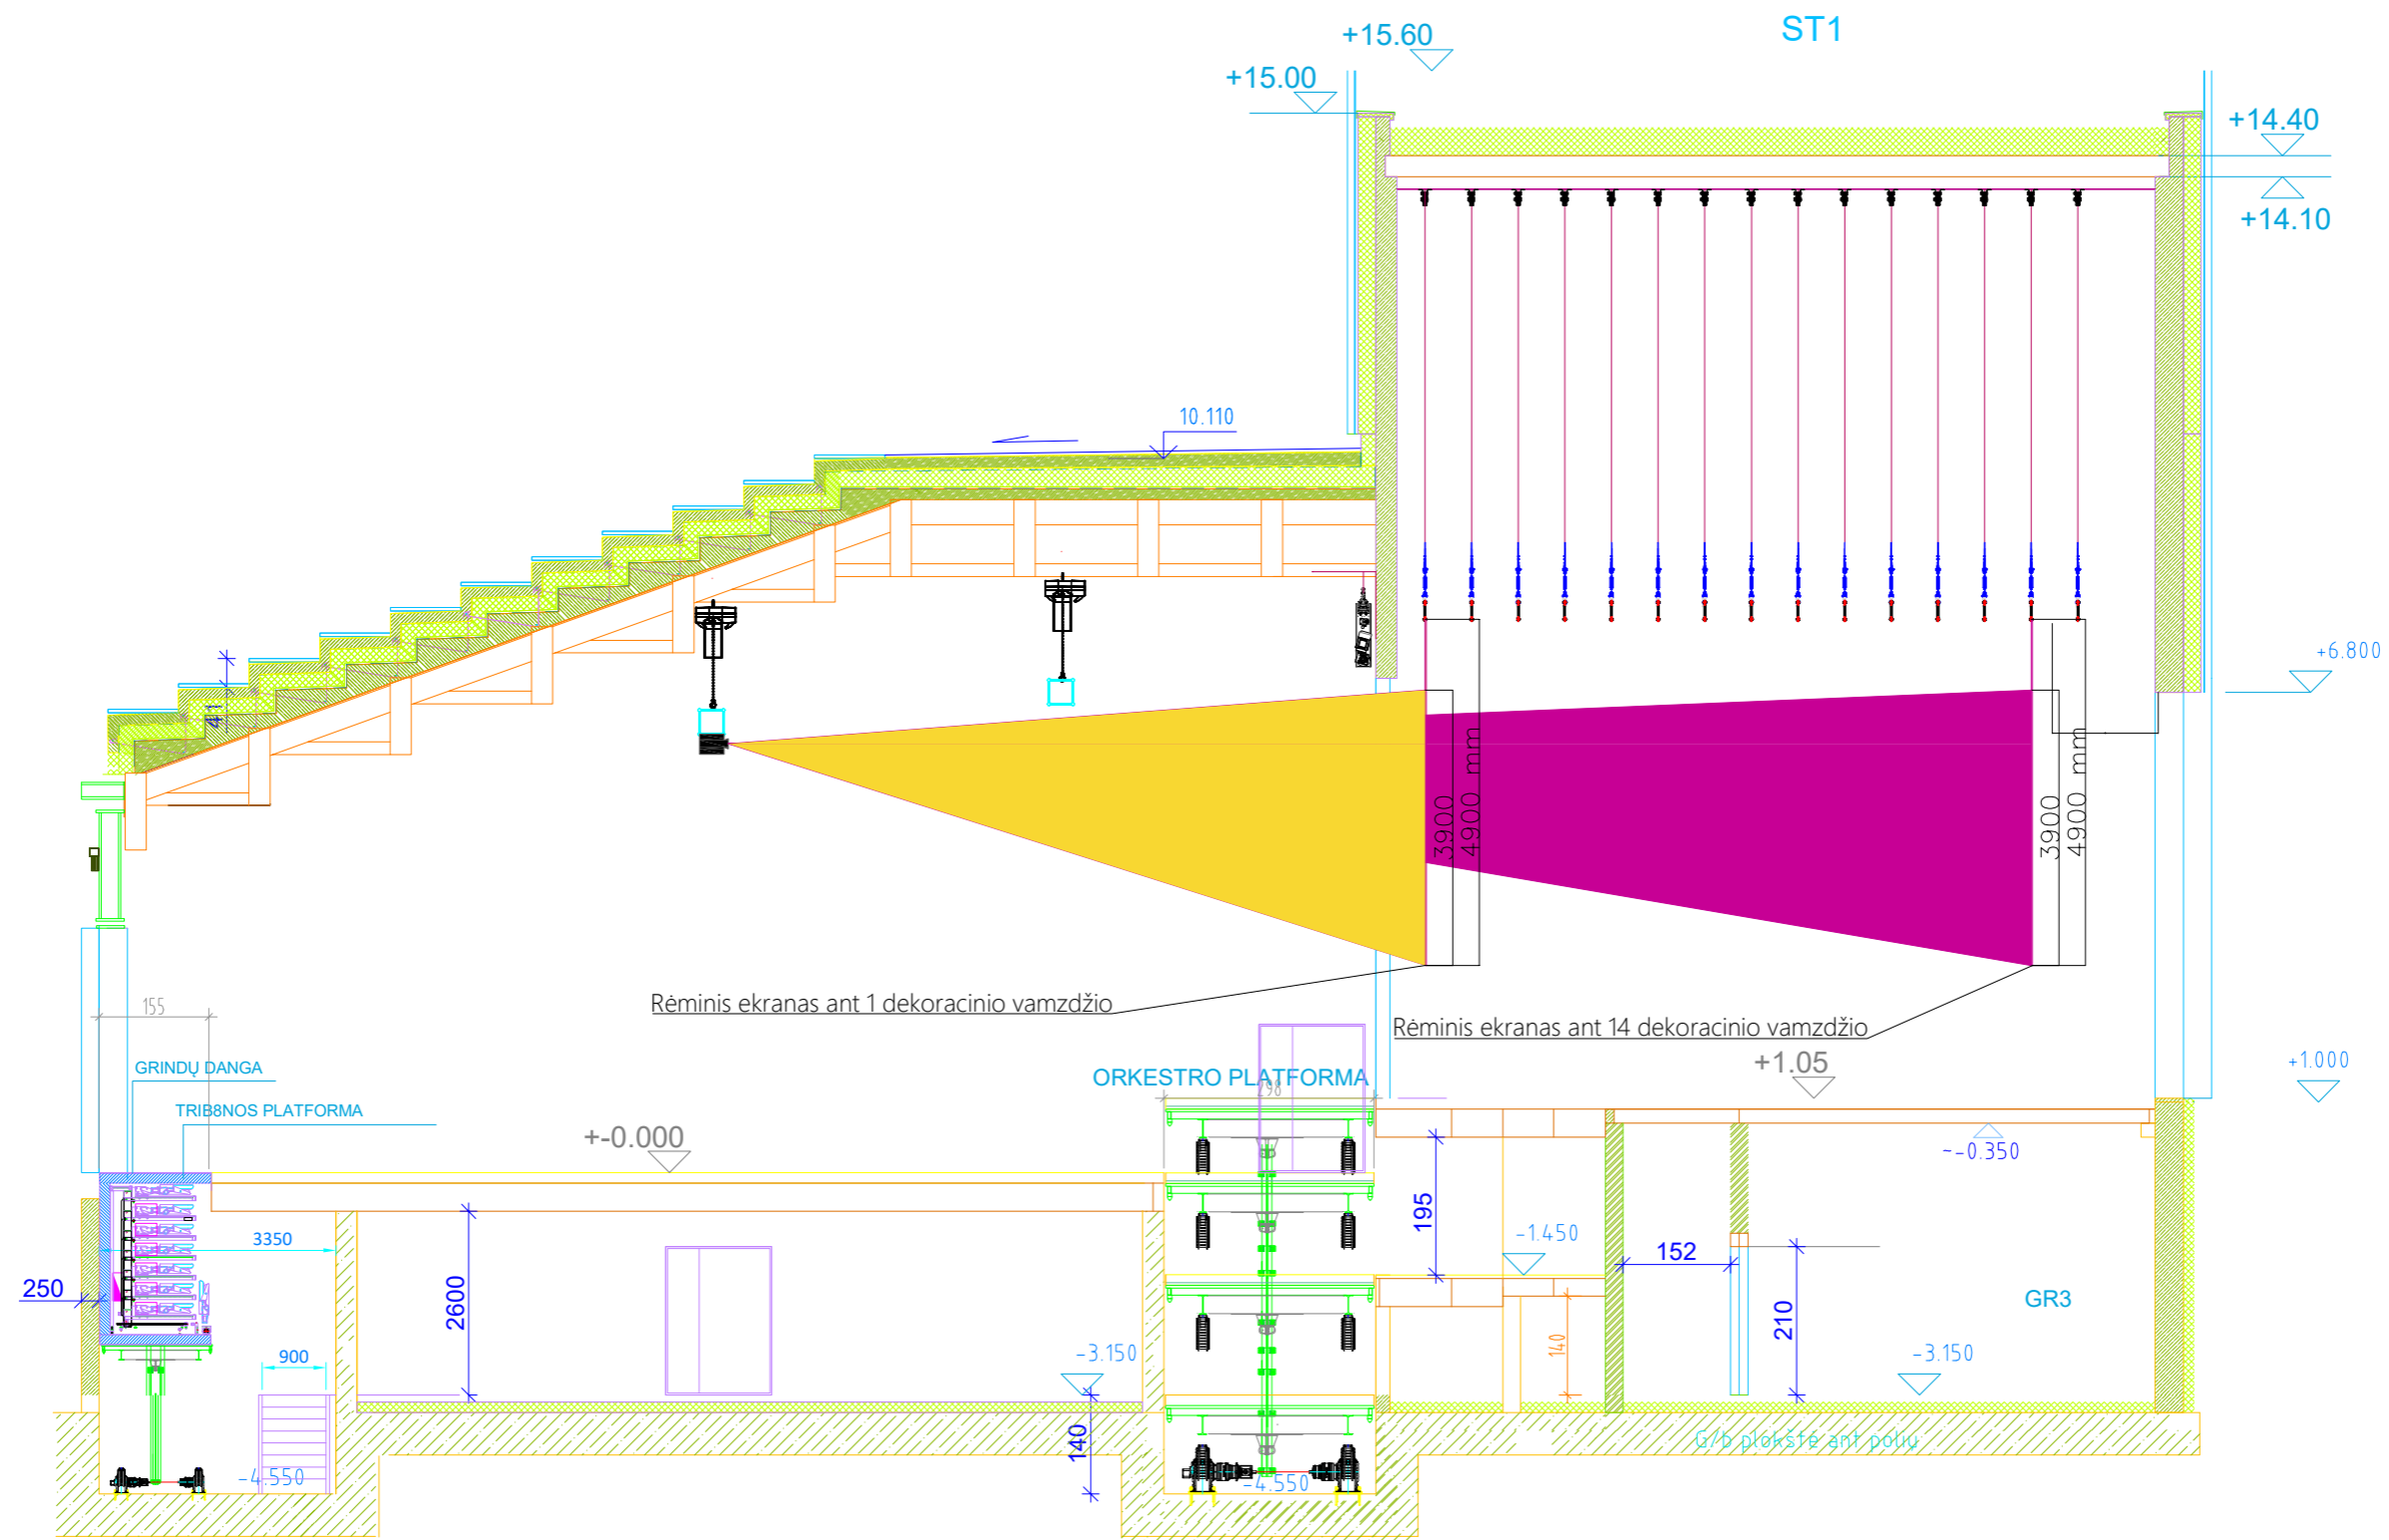 ST1
+15.60
+15.00
+14.40
+14.10
10.110
+6.800
41
3900
4900 mm
3900
4900 mm
Rėminis ekranas ant 1 dekoracinio vamzdžio
Rėminis ekranas ant 14 dekoracinio vamzdžio
155
GRINDŲ DANGA
TRIB8NOS PLATFORMA
+-0.000
ORKESTRO PLATFORMA
298
+1.05
+1.000
~-0.350
195
-1.450
152
3350
250
2600
210
GR3
140
900
-3.150
-3.150
140
G/b plokštė ant polių
-4.550
-4.550